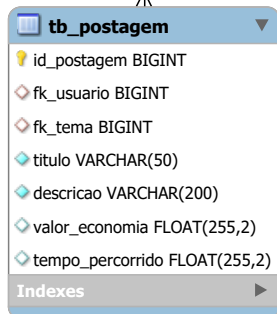 tb_postagem
id_postagem BIGINT
fk_usuario BIGINT
fk_tema BIGINT
titulo VARCHAR(50)
descricao VARCHAR(200)
valor_economia FLOAT(255,2)
tempo_percorrido FLOAT(255,2)
Indexes